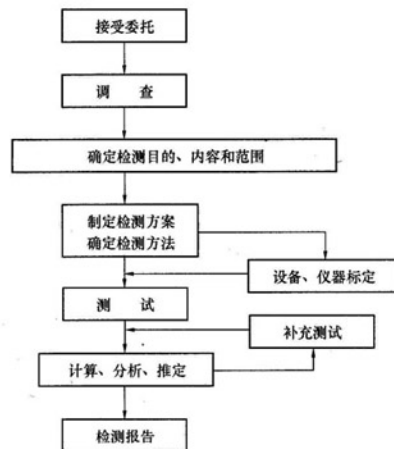 接受委托
调 查
确定检测目的、内容和范围
制定检测方案
确定检测方法
设备、仪器标定
测 试
补充测试
计算、分析、推定
检测报告